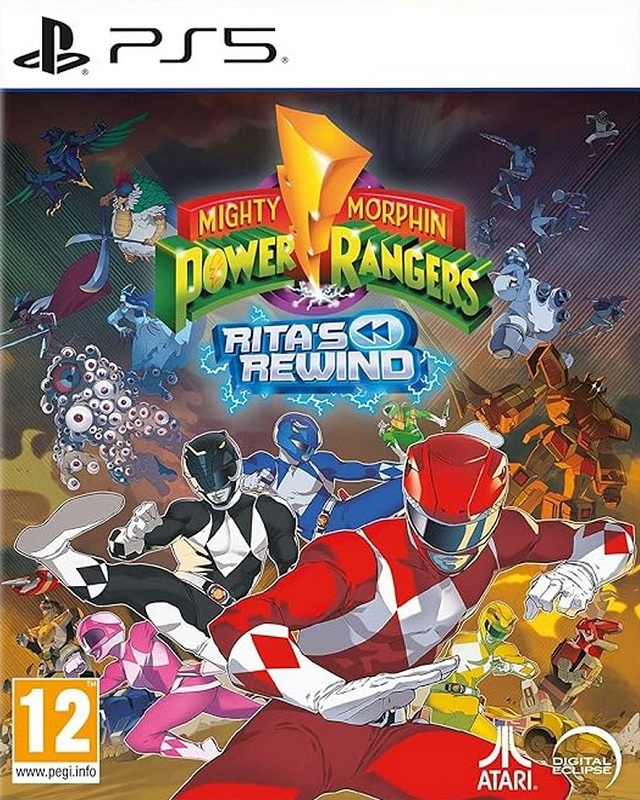 PS5
MIGHTY MORPHIN
POWER RANGERS
RITA'S
REWIND
12
www.pegi.info
ATARI
DIGITAL
ECLIPSE